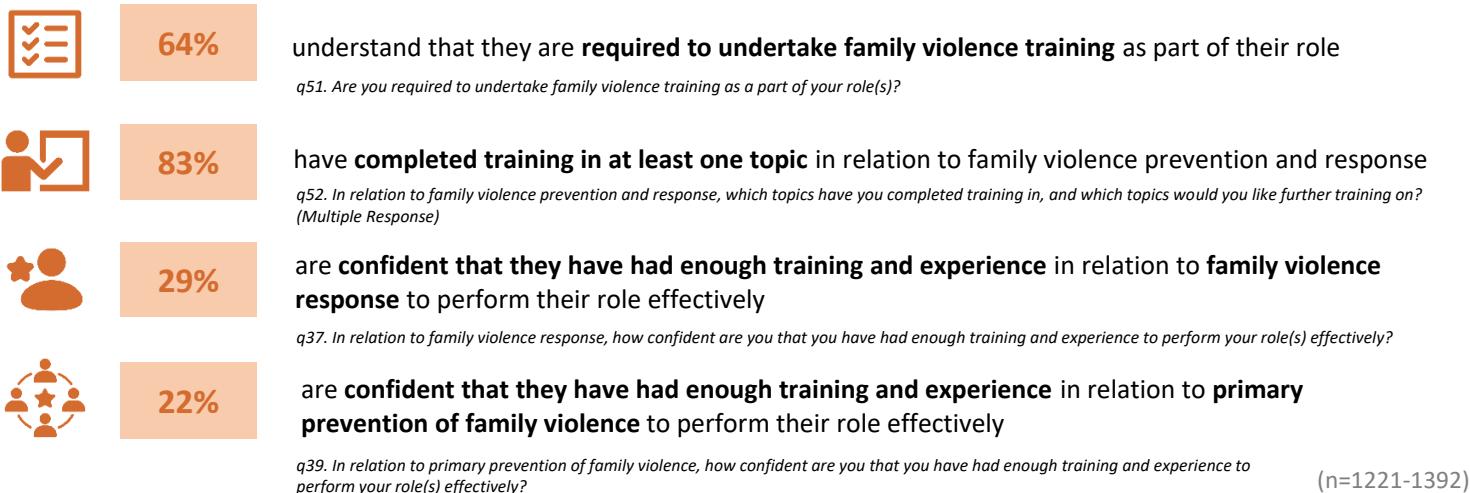 64%
understand that they are required to undertake family violence training as part of their role
q51. Are you required to undertake family violence training as a part of your role(s)?
83%
have completed training in at least one topic in relation to family violence prevention and response
q52. In relation to family violence prevention and response, which topics have you completed training in, and which topics would you like further training on?
(Multiple Response)
29%
are confident that they have had enough training and experience in relation to family violence
response to perform their role effectively
q37. In relation to family violence response, how confident are you that you have had enough training and experience to perform your role(s) effectively?
22%
are confident that they have had enough training and experience in relation to primary
prevention of family violence to perform their role effectively
q39. In relation to primary prevention of family violence, how confident are you that you have had enough training and experience to
perform your role(s) effectively?
(n=1221-1392)